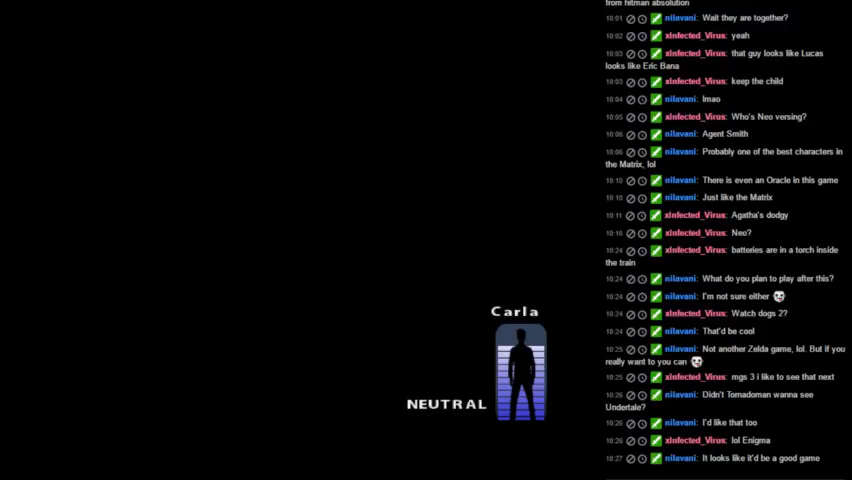 from hitman absolution
10:01 nilavani: Wait they are together?
10:02 xInfected_Virus: yeah
10:03 xInfected_Virus: that guy looks like Lucas
looks like Eric Bana
10:03 xInfected_Virus: keep the child
10:04 nilavani: lmao
10:05 xInfected_Virus: Who's Neo versing?
10:06 nilavani: Agent Smith
10:06 nilavani: Probably one of the best characters in
the Matrix, lol
10:10 nilavani: There is even an Oracle in this game
10:10 nilavani: Just like the Matrix
10:11 xInfected_Virus: Agatha's dodgy
10:16 xInfected_Virus: Neo?
10:24 xInfected_Virus: batteries are in a torch inside
the train
10:24 nilavani: What do you plan to play after this?
10:24 nilavani: I'm not sure either
10:24 xInfected_Virus: Watch dogs 2?
10:24 nilavani: That'd be cool
10:25 nilavani: Not another Zelda game, lol. But if you
really want to you can
10:25 xInfected_Virus: mgs 3 i like to see that next
10:26 nilavani: Didn't Tornadoman wanna see
Undertale?
10:26 nilavani: I'd like that too
10:26 xInfected_Virus: lol Enigma
10:27 nilavani: It looks like it'd be a good game
Carla
NEUTRAL